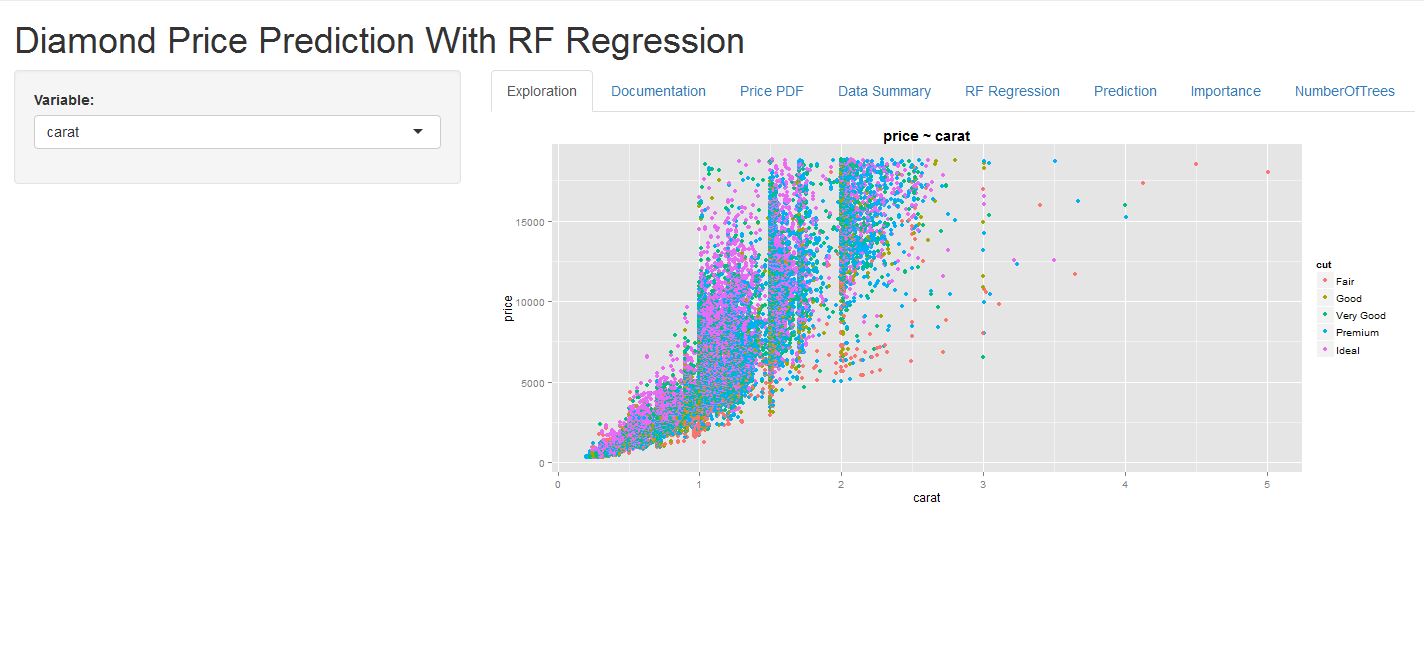 Diamond Price Prediction With RF Regression
Variable:
carat
Exploration Documentation Price PDF Data Summary RF Regression Prediction Importance NumberOfTrees
price ~ carat
15000
10000
5000
0
price
0 1 2 3 4 5
carat
cut
Fair
Good
Very Good
Premium
Ideal